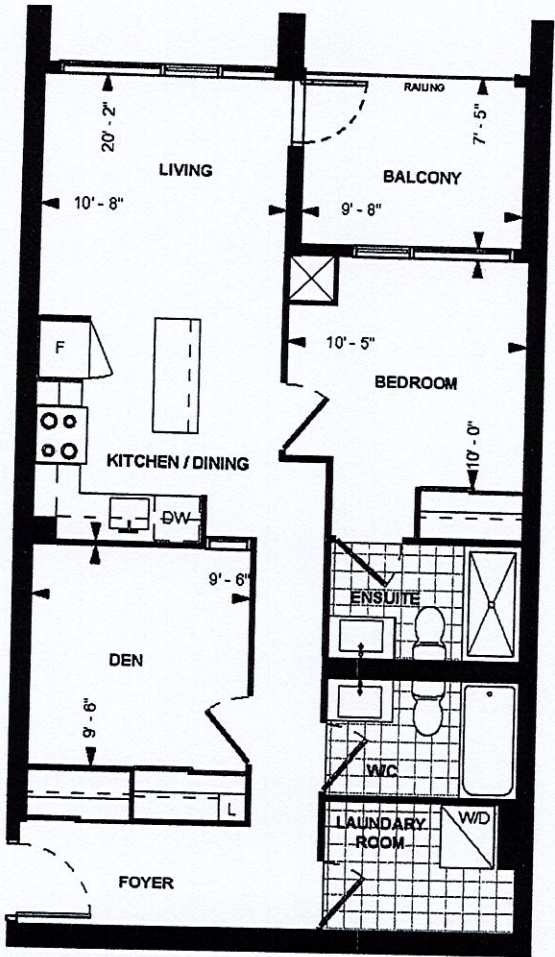 RAILING
20' - 2"
7' - 5"
LIVING
BALCONY
10' - 8"
9' - 8"
F
10' - 5"
BEDROOM
KITCHEN / DINING
10' - 0"
DW
9' - 6"
ENSUITE
DEN
9' - 6"
W/C
L
LAUNDARY
ROOM
W/D
FOYER